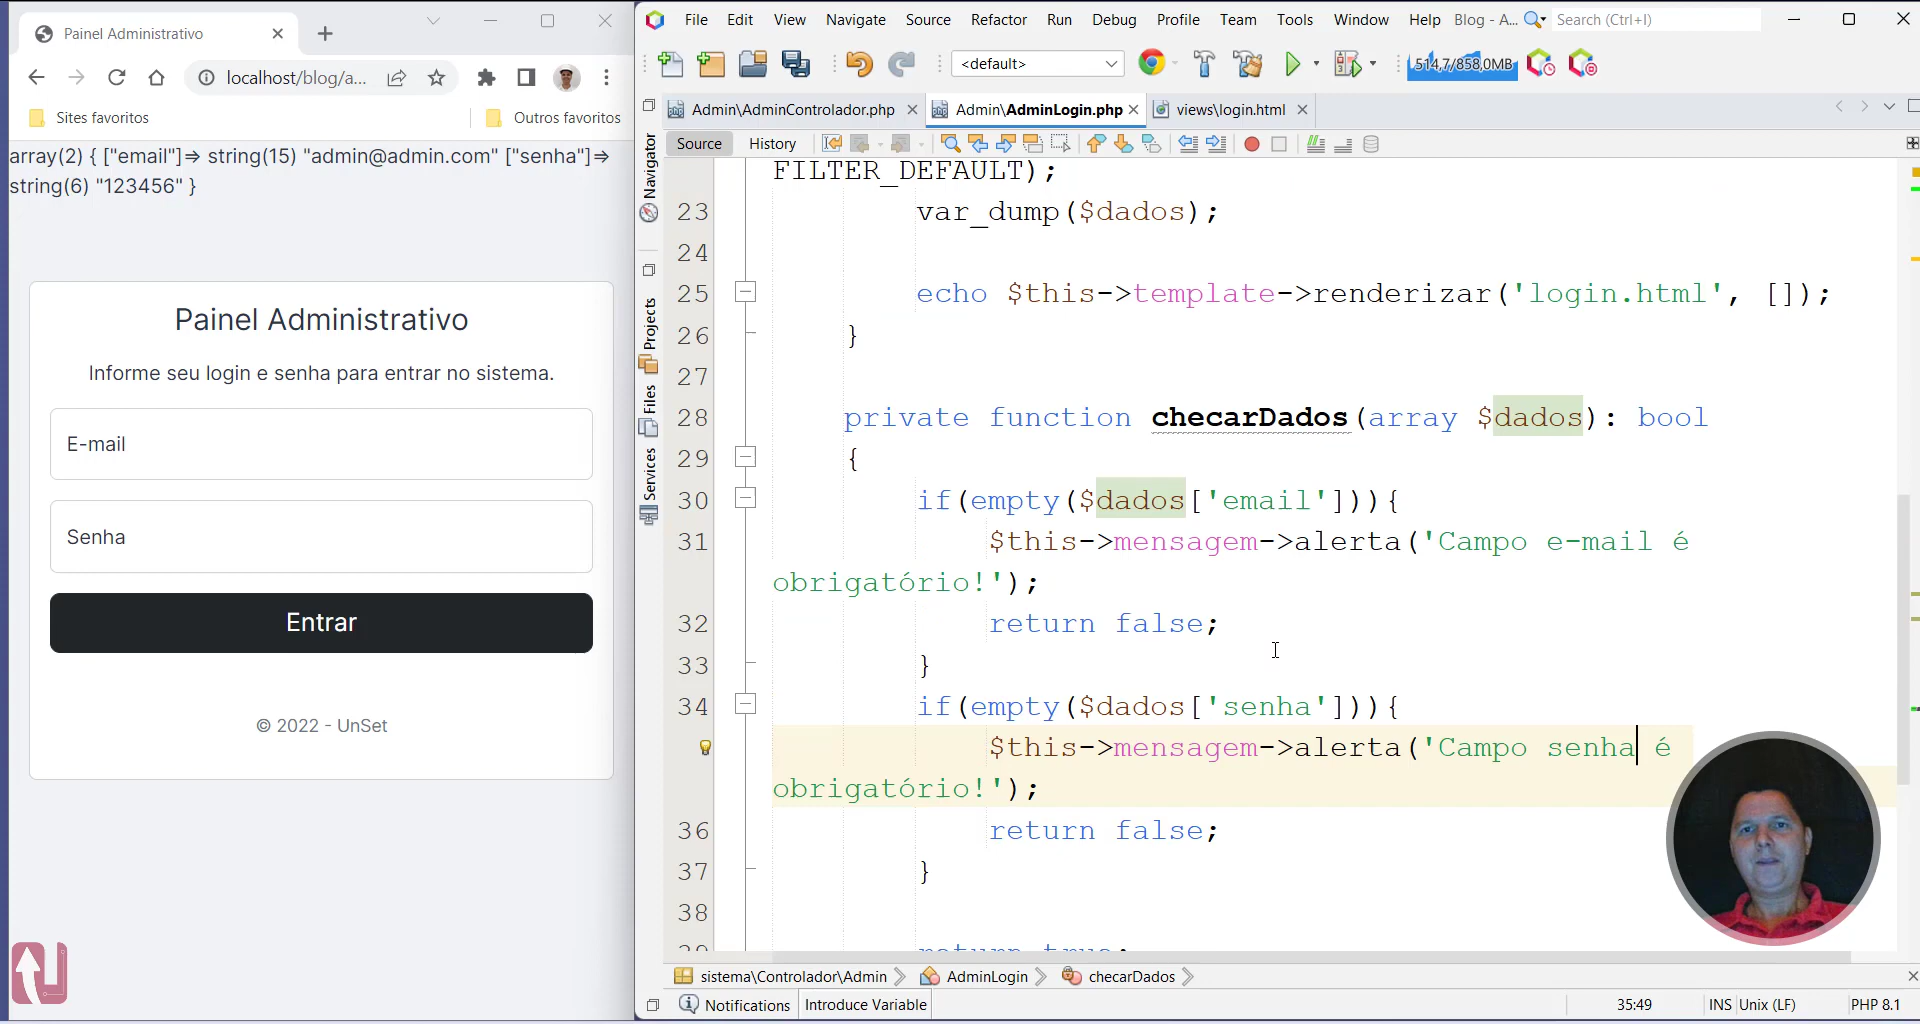 Painel Administrativo
localhost/blog/a...
Sites favoritos
Outros favoritos
array(2) { ["email"]=> string(15) "admin@admin.com" ["senha"]=>
string(6) "123456" }
Painel Administrativo
Informe seu login e senha para entrar no sistema.
E-mail
Senha
Entrar
© 2022 - UnSet
File Edit View Navigate Source Refactor Run Debug Profile Team Tools Window Help Blog - A... Search (Ctrl+I)
<default> 514,7/858,0MB
Admin\AdminControlador.php Admin\AdminLogin.php views\login.html
Source History
Navigator
Projects
Files
Services
FILTER_DEFAULT);
23 var_dump($dados);
24
25 echo $this->template->renderizar('login.html', []);
26 }
27
28 private function checarDados(array $dados): bool
29 {
30 if(empty($dados['email'])){
31 $this->mensagem->alerta('Campo e-mail é
obrigatório!');
32 return false;
33 }
34 if(empty($dados['senha'])){
$this->mensagem->alerta('Campo senha é
obrigatório!');
36 return false;
37 }
38
39 return true;
sistema\Controlador\Admin AdminLogin checarDados
Notifications Introduce Variable 35:49 INS Unix (LF) PHP 8.1